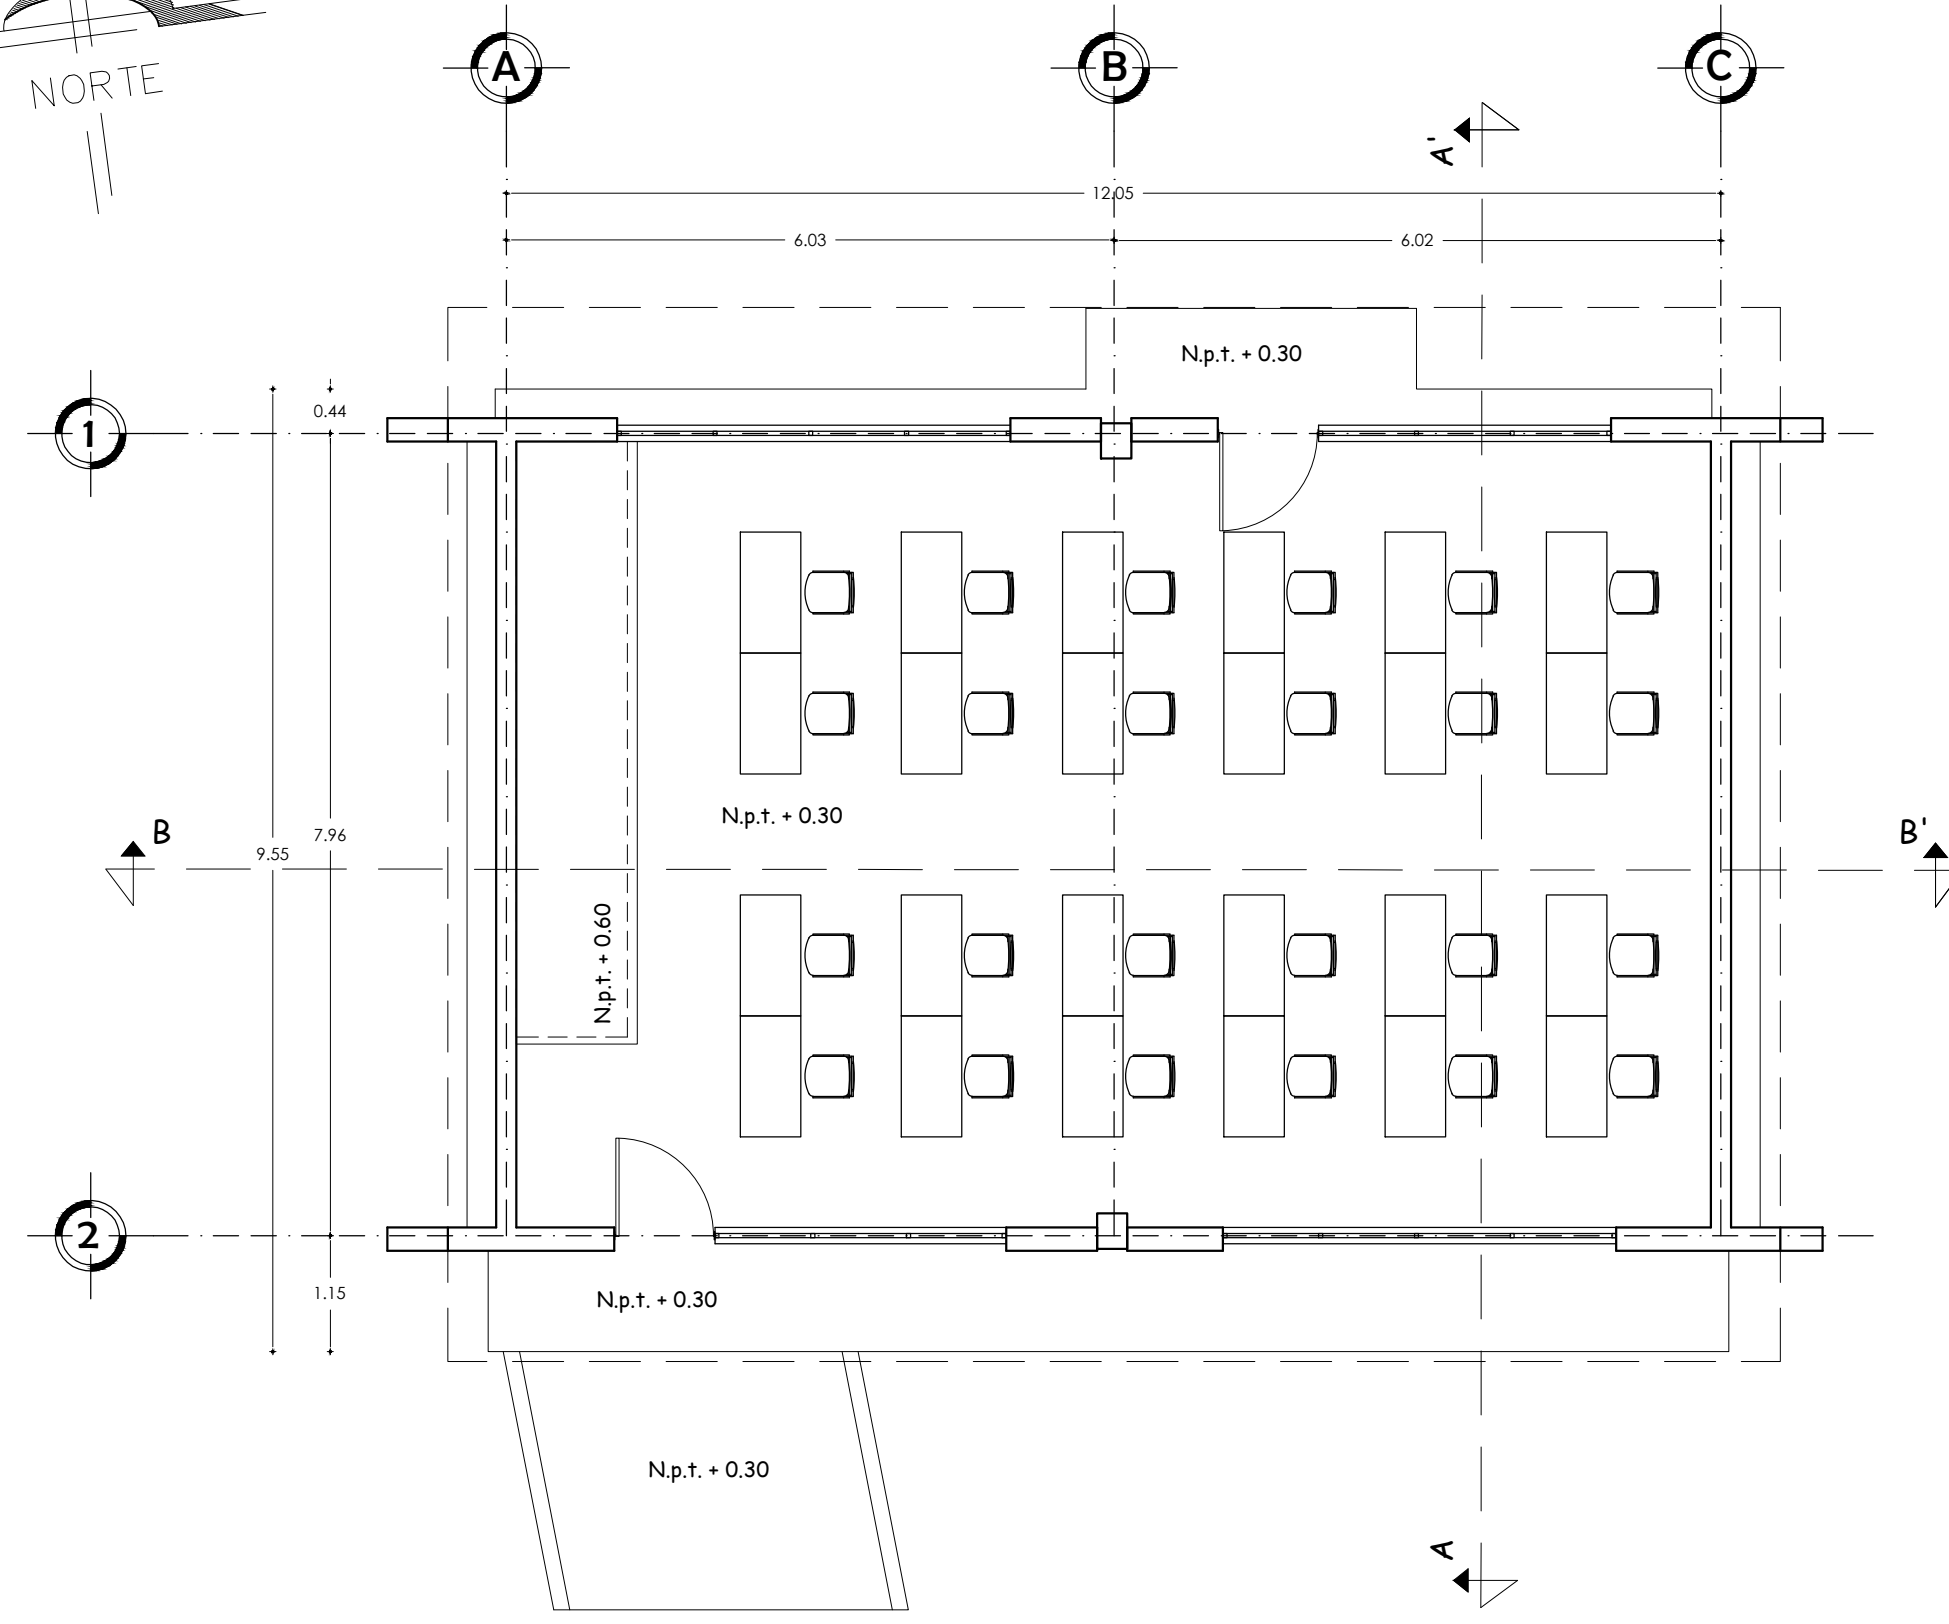 NORTE
A
B
C
A'
12.05
6.03
6.02
N.p.t. + 0.30
0.44
1
N.p.t. + 0.30
B
B'
7.96
9.55
N.p.t. + 0.60
2
1.15
N.p.t. + 0.30
N.p.t. + 0.30
A